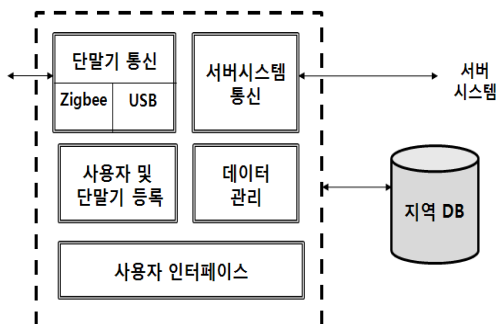 단말기 통신
Zigbee
USB
서버시스템
통신
서버
시스템
사용자 및
단말기 등록
데이터
관리
지역 DB
사용자 인터페이스